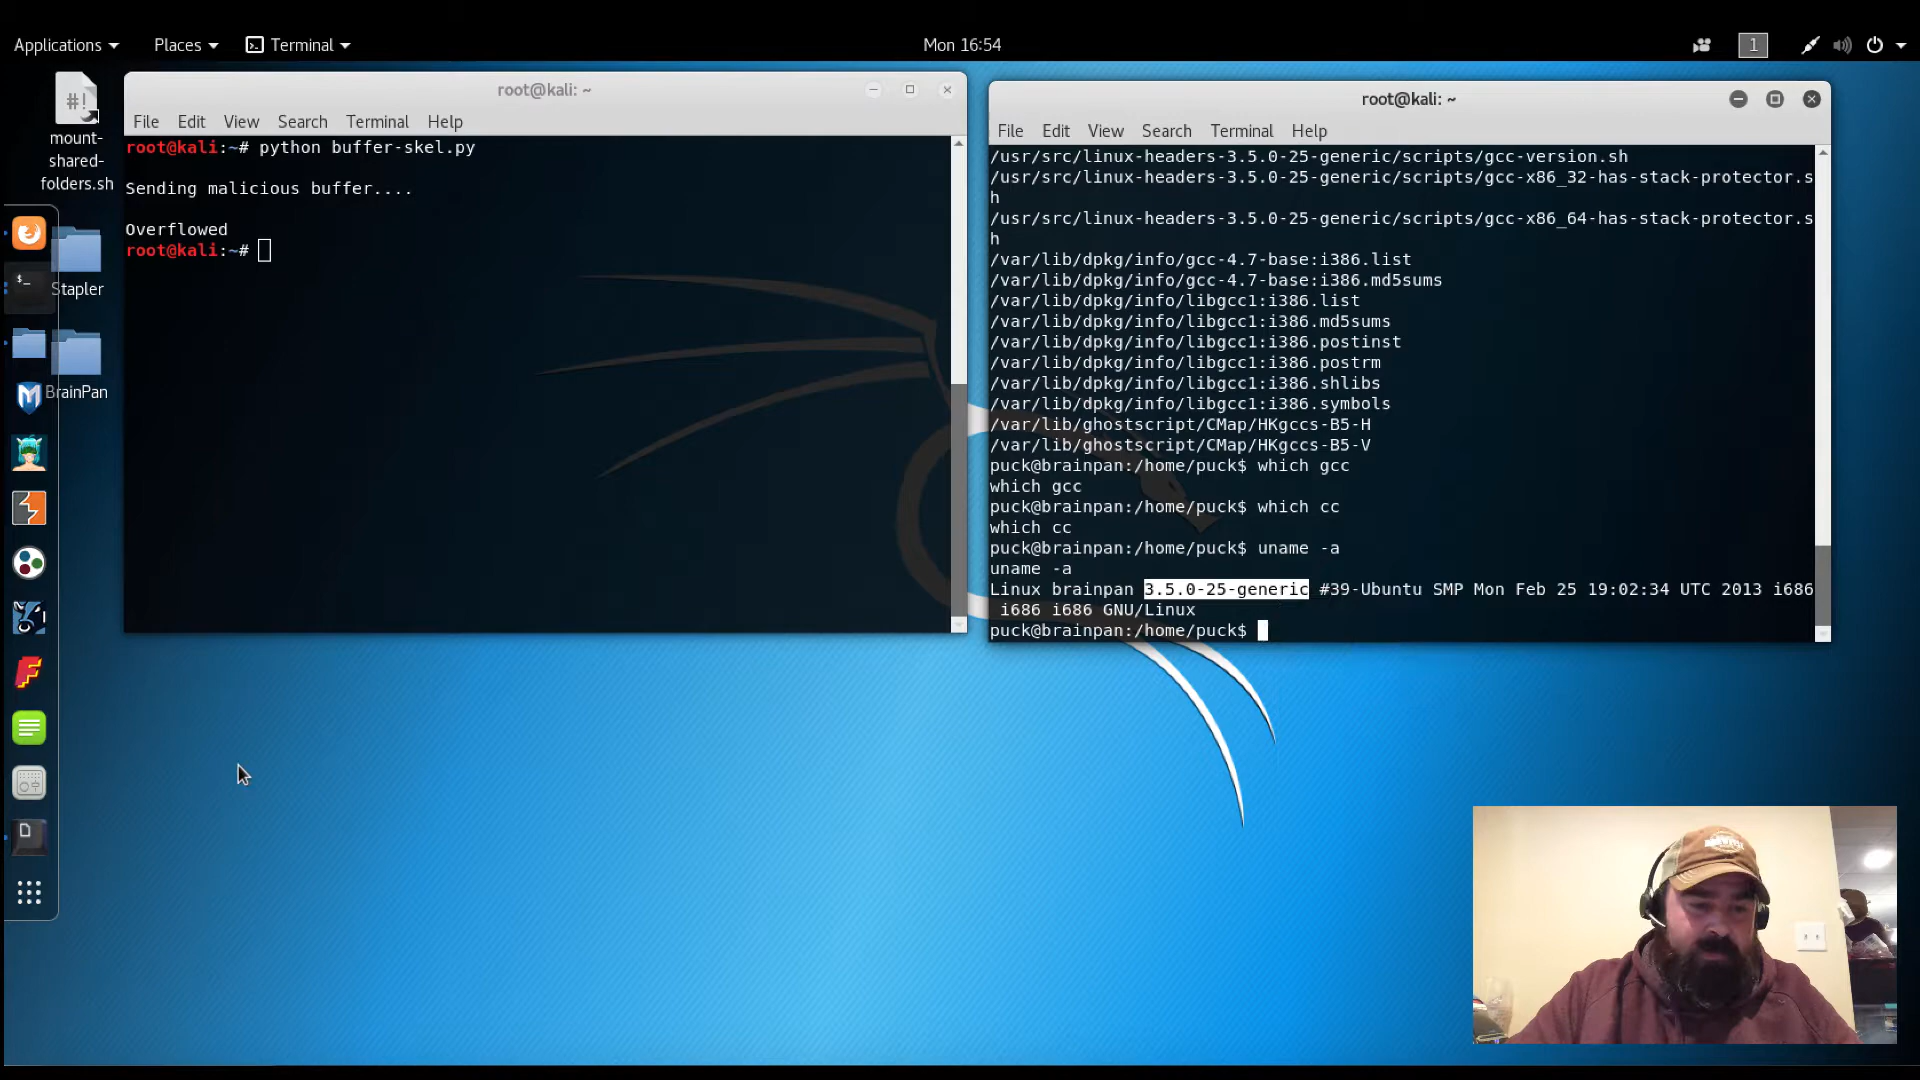 Applications Places Terminal Mon 16:54 1
#!
mount-
shared-
folders.sh
Stapler
BrainPan
root@kali: ~
File Edit View Search Terminal Help
root@kali:~# python buffer-skel.py
Sending malicious buffer....
Overflowed
root@kali:~#
root@kali: ~
File Edit View Search Terminal Help
/usr/src/linux-headers-3.5.0-25-generic/scripts/gcc-version.sh
/usr/src/linux-headers-3.5.0-25-generic/scripts/gcc-x86_32-has-stack-protector.s
h
/usr/src/linux-headers-3.5.0-25-generic/scripts/gcc-x86_64-has-stack-protector.s
h
/var/lib/dpkg/info/gcc-4.7-base:i386.list
/var/lib/dpkg/info/gcc-4.7-base:i386.md5sums
/var/lib/dpkg/info/libgcc1:i386.list
/var/lib/dpkg/info/libgcc1:i386.md5sums
/var/lib/dpkg/info/libgcc1:i386.postinst
/var/lib/dpkg/info/libgcc1:i386.postrm
/var/lib/dpkg/info/libgcc1:i386.shlibs
/var/lib/dpkg/info/libgcc1:i386.symbols
/var/lib/ghostscript/CMap/HKgccs-B5-H
/var/lib/ghostscript/CMap/HKgccs-B5-V
puck@brainpan:/home/puck$ which gcc
which gcc
puck@brainpan:/home/puck$ which cc
which cc
puck@brainpan:/home/puck$ uname -a
uname -a
Linux brainpan 3.5.0-25-generic #39-Ubuntu SMP Mon Feb 25 19:02:34 UTC 2013 i686
i686 i686 GNU/Linux
puck@brainpan:/home/puck$